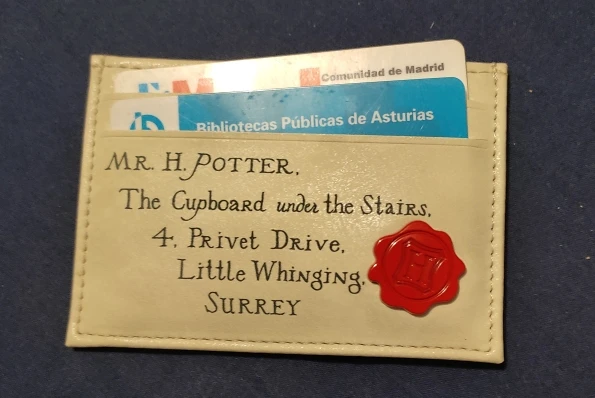 Comunidad de Madrid
Bibliotecas Públicas de Asturias
MR. H. POTTER,
The Cupboard under the Stairs,
4, Privet Drive,
Little Whinging,
SURREY
H